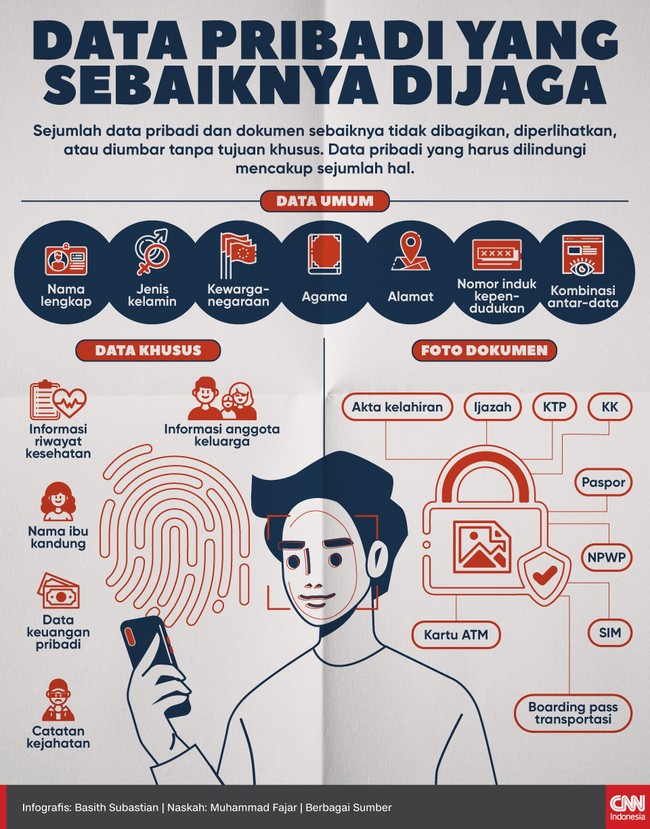 DATA PRIBADI YANG
SEBAIKNYA DIJAGA
Sejumlah data pribadi dan dokumen sebaiknya tidak dibagikan, diperlihatkan,
atau diumbar tanpa tujuan khusus. Data pribadi yang harus dilindungi
mencakup sejumlah hal.
DATA UMUM
Nama
lengkap
Jenis
kelamin
Kewarga-
negaraan
Agama
Alamat
Nomor induk
kepen-
dudukan
Kombinasi
antar-data
DATA KHUSUS
Informasi
riwayat
kesehatan
Informasi anggota
keluarga
Nama ibu
kandung
Data
keuangan
pribadi
Catatan
kejahatan
FOTO DOKUMEN
Akta kelahiran
Ijazah
KTP
KK
Paspor
NPWP
SIM
Kartu ATM
Boarding pass
transportasi
Infografis: Basith Subastian | Naskah: Muhammad Fajar | Berbagai Sumber
CNN
Indonesia